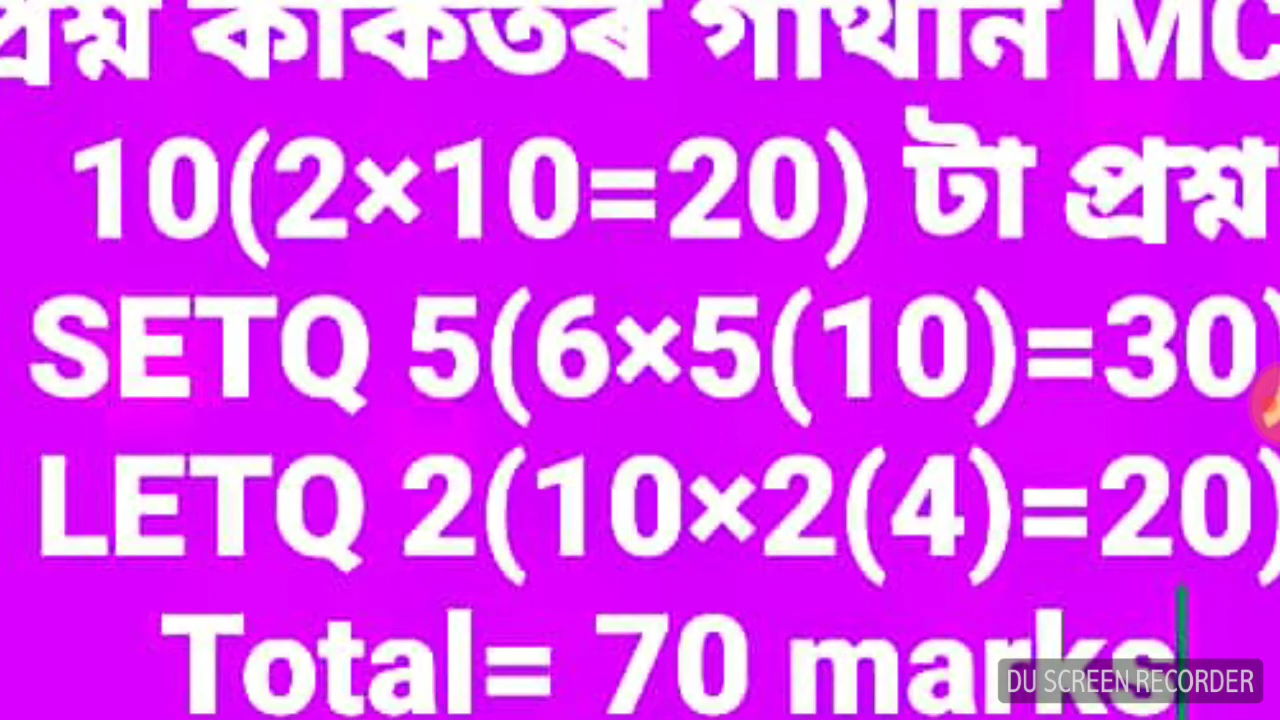 প্ৰশ্ন কাকতৰ গাথনি MC
10(2×10=20) টা প্ৰশ্ন
SETQ 5(6×5(10)=30)
LETQ 2(10×2(4)=20)
Total= 70 marks
DU SCREEN RECORDER